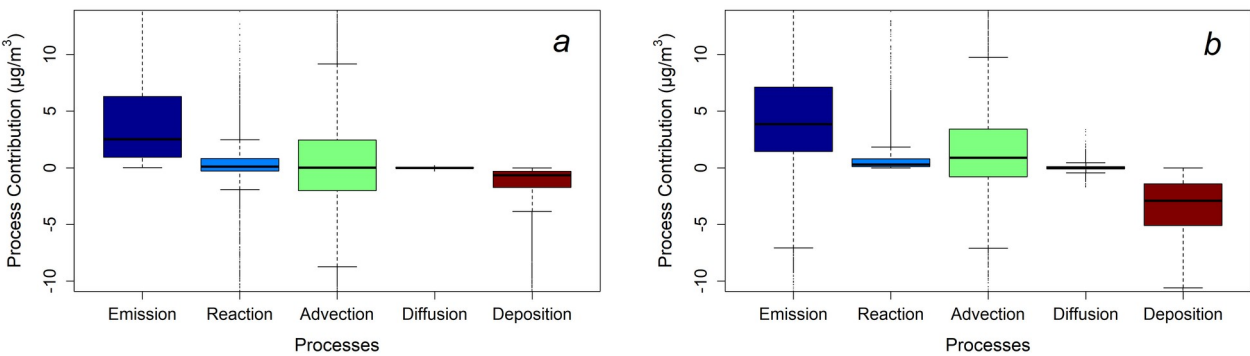 a
Process Contribution (µg/m³)
10
5
0
-5
-10
Emission Reaction Advection Diffusion Deposition
Processes
b
Process Contribution (µg/m³)
10
5
0
-5
-10
Emission Reaction Advection Diffusion Deposition
Processes